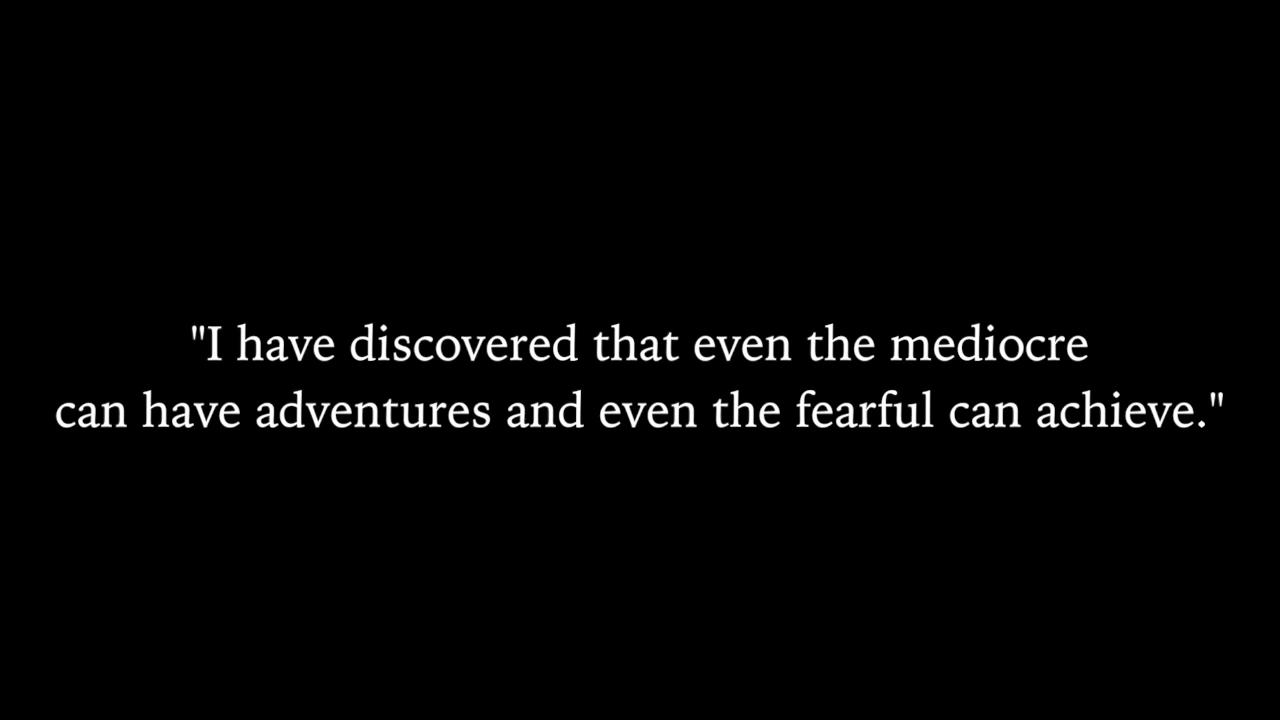 "I have discovered that even the mediocre
can have adventures and even the fearful can achieve."